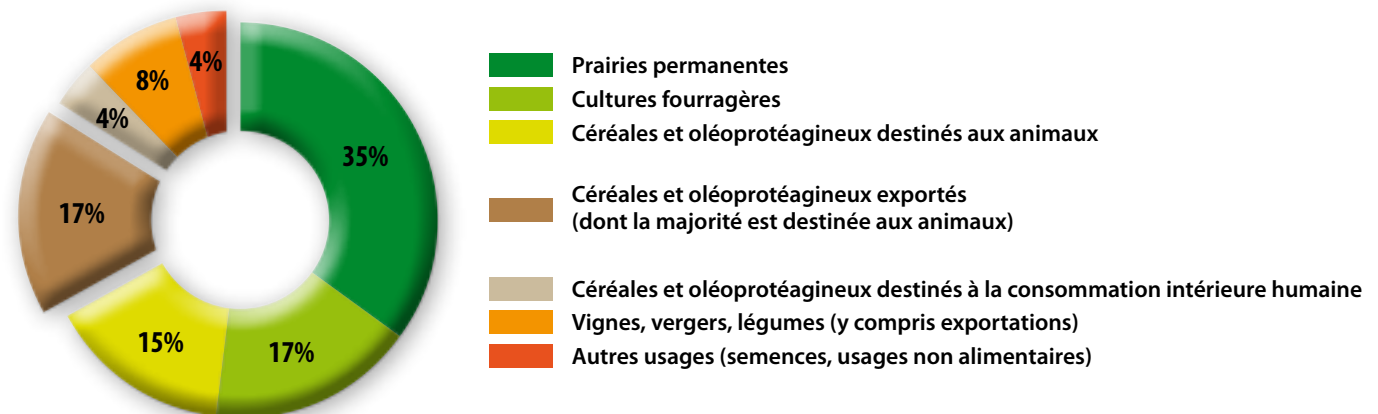 4%
8%
4%
35%
17%
15%
17%
Prairies permanentes
Cultures fourragères
Céréales et oléoprotéagineux destinés aux animaux
Céréales et oléoprotéagineux exportés
(dont la majorité est destinée aux animaux)
Céréales et oléoprotéagineux destinés à la consommation intérieure humaine
Vignes, vergers, légumes (y compris exportations)
Autres usages (semences, usages non alimentaires)